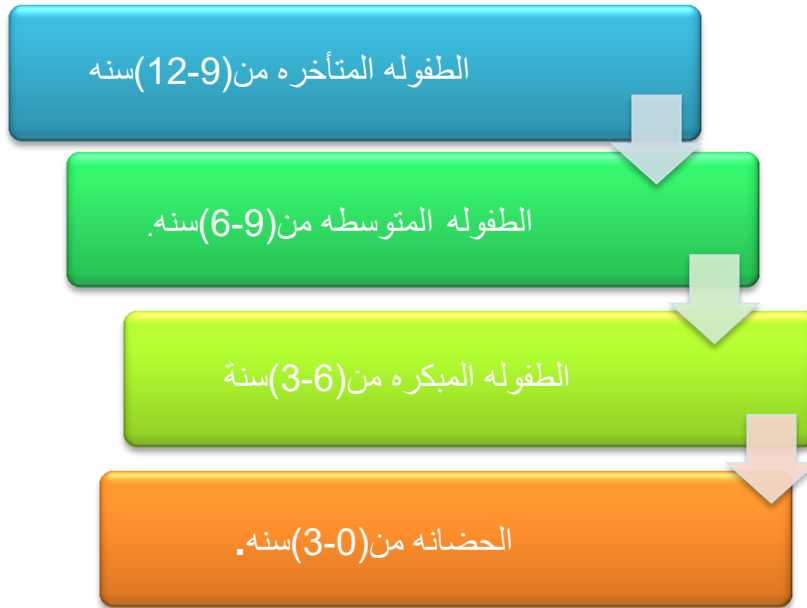 الطفوله المتأخره من(9-12)سنه
الطفوله المتوسطه من(6-9)سنه.
الطفوله المبكره من(3-6)سنة
الحضانه من(0-3)سنه.